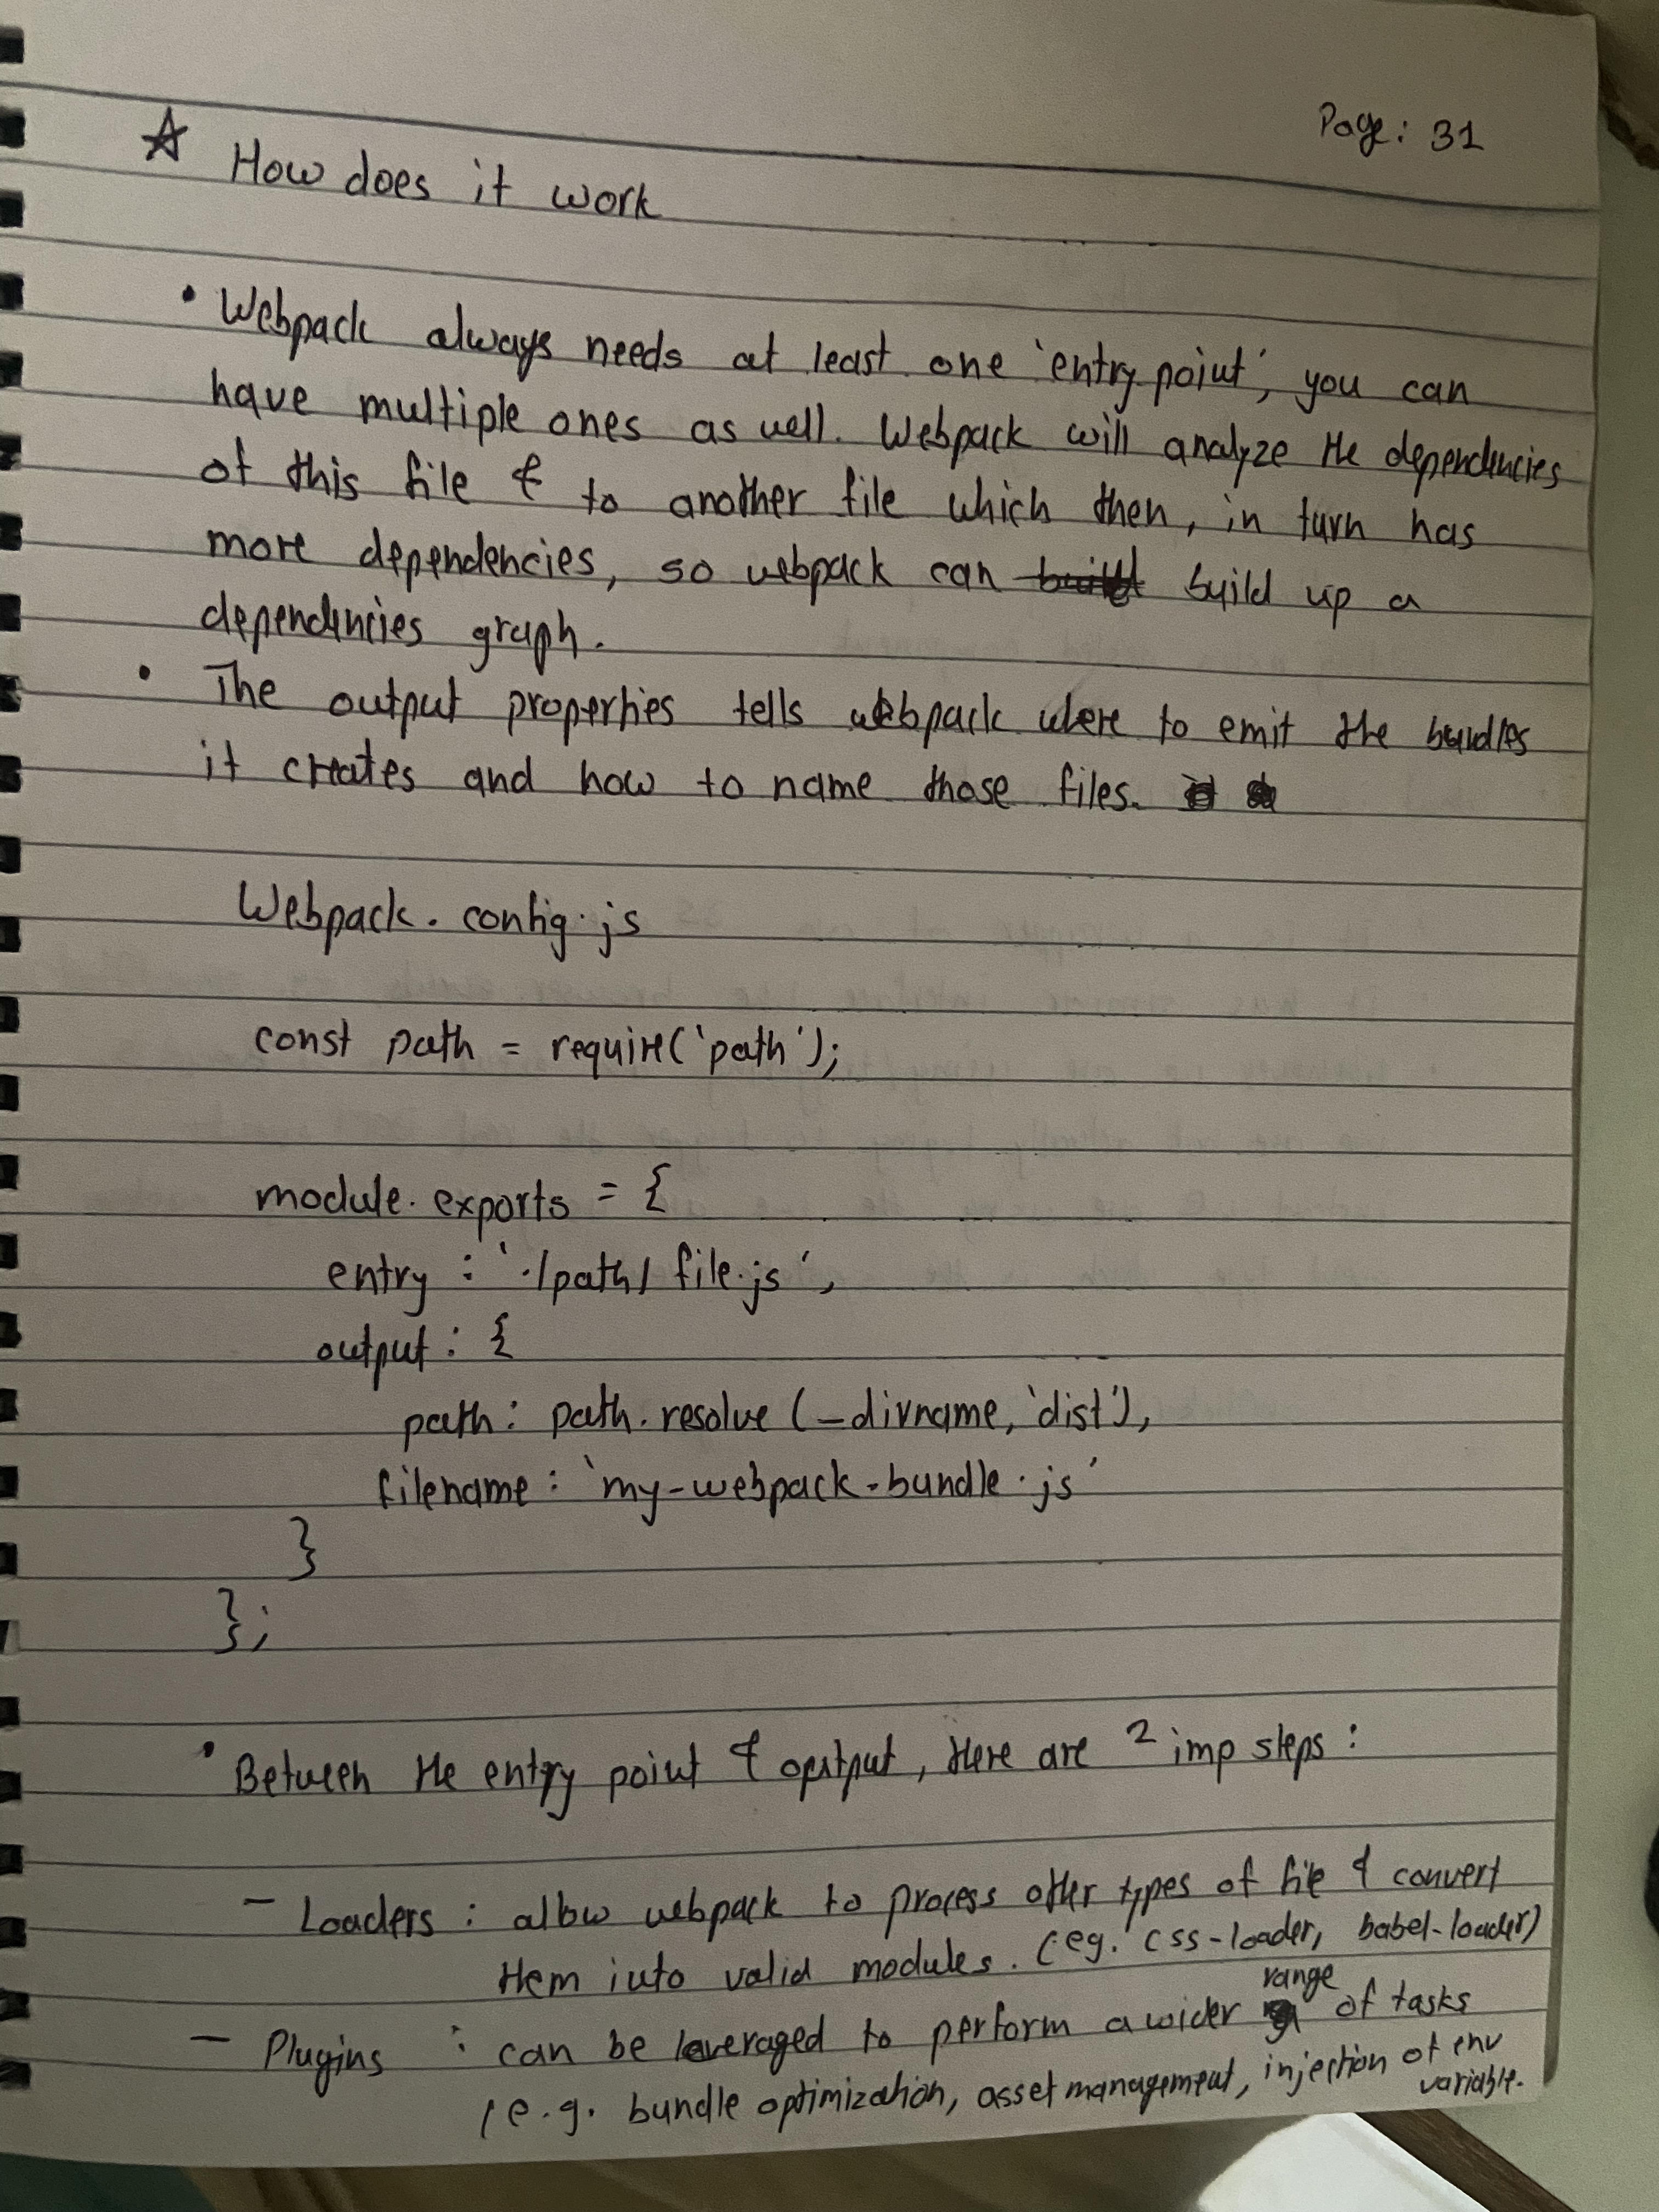 Page: 31
☆ How does it work
• Webpack always needs at least one 'entry point', you can
have multiple ones as well. Webpack will analyze the dependencies
of this file & to another file which then, in turn has
more dependencies, so webpack can build build up a
dependencies graph.
• The output properties tells webpack where to emit the bundles
it creates and how to name those files.
Webpack.config.js
const path = require('path');
module.exports = {
entry : './path/file.js',
output : {
path: path.resolve (_dirname, 'dist'),
filename : 'my-webpack-bundle.js'
}
};
• Between the entry point & output, there are 2 imp steps :
- Loaders : allow webpack to process other types of file & convert
them into valid modules. (eg. css-loader, babel-loader)
- Plugins : can be leveraged to perform a wider range of tasks
(e.g. bundle optimization, asset management, injection of env
variable.